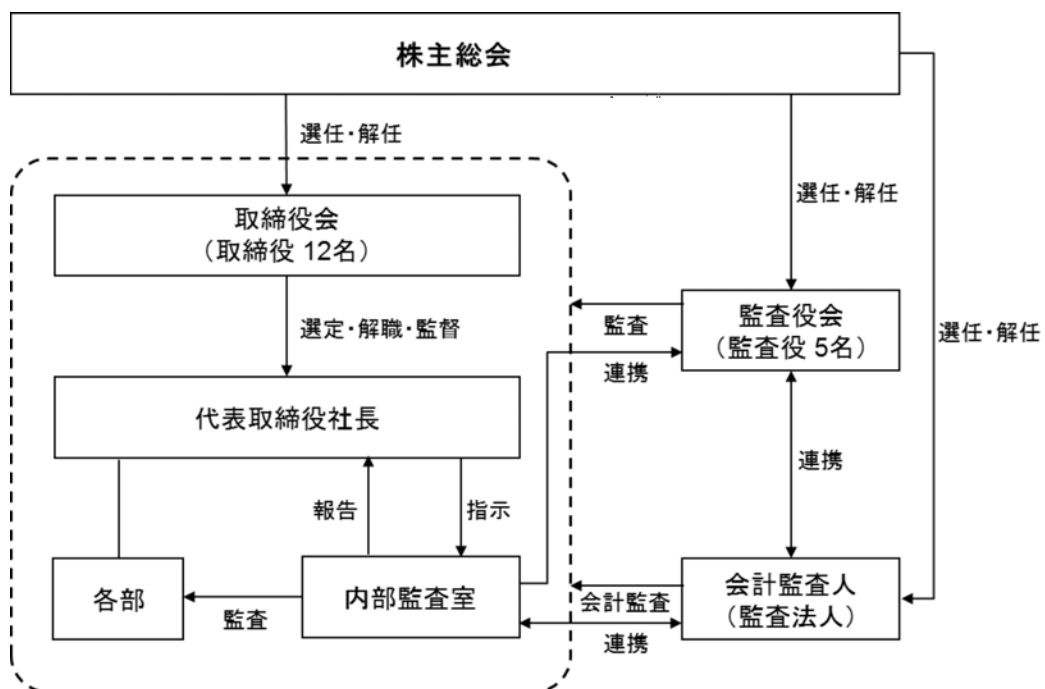 株主総会
選任・解任
選任・解任
選任・解任
取締役会
（取締役 12名）
選定・解職・監督
監査
連携
監査役会
（監査役 5名）
代表取締役社長
報告
指示
連携
各部
監査
内部監査室
会計監査
連携
会計監査人
（監査法人）